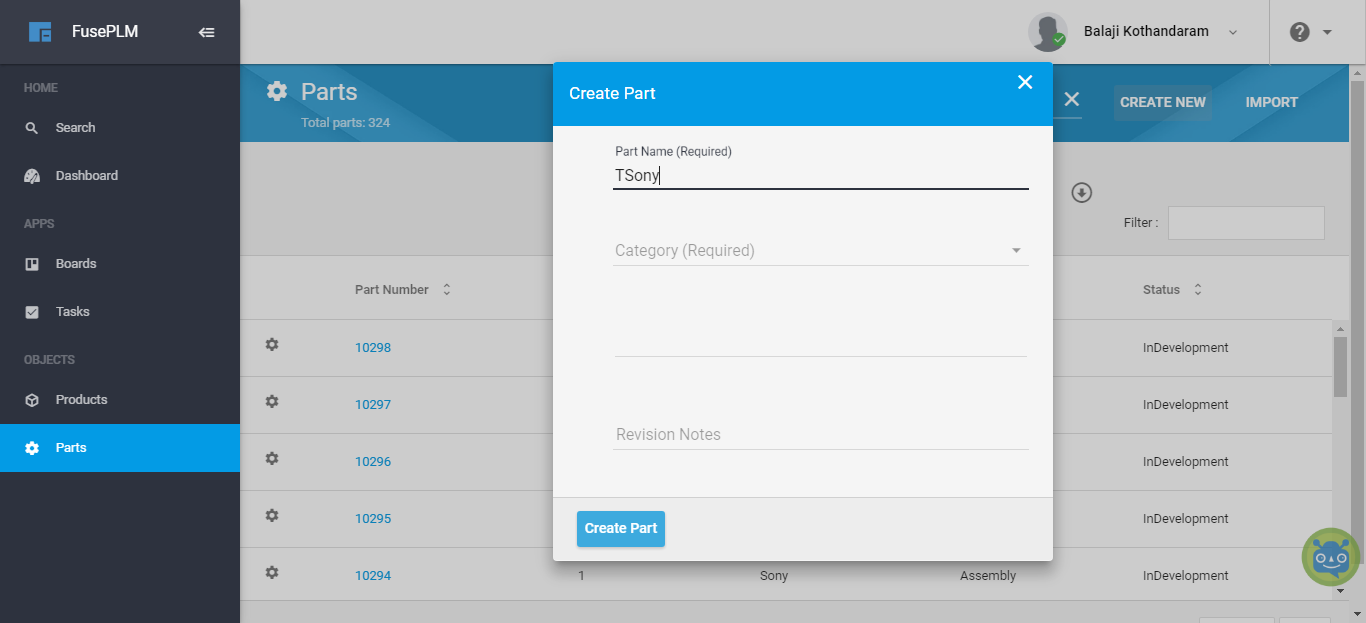 FusePLM
Balaji Kothandaram
?
HOME
Search
Dashboard
APPS
Boards
Tasks
OBJECTS
Products
Parts
Parts
Total parts: 324
CREATE NEW
IMPORT
Filter :
Part Number
Status
10298
InDevelopment
10297
InDevelopment
10296
InDevelopment
10295
InDevelopment
10294
1
Sony
Assembly
InDevelopment
Create Part
Part Name (Required)
TSony
Category (Required)
Revision Notes
Create Part